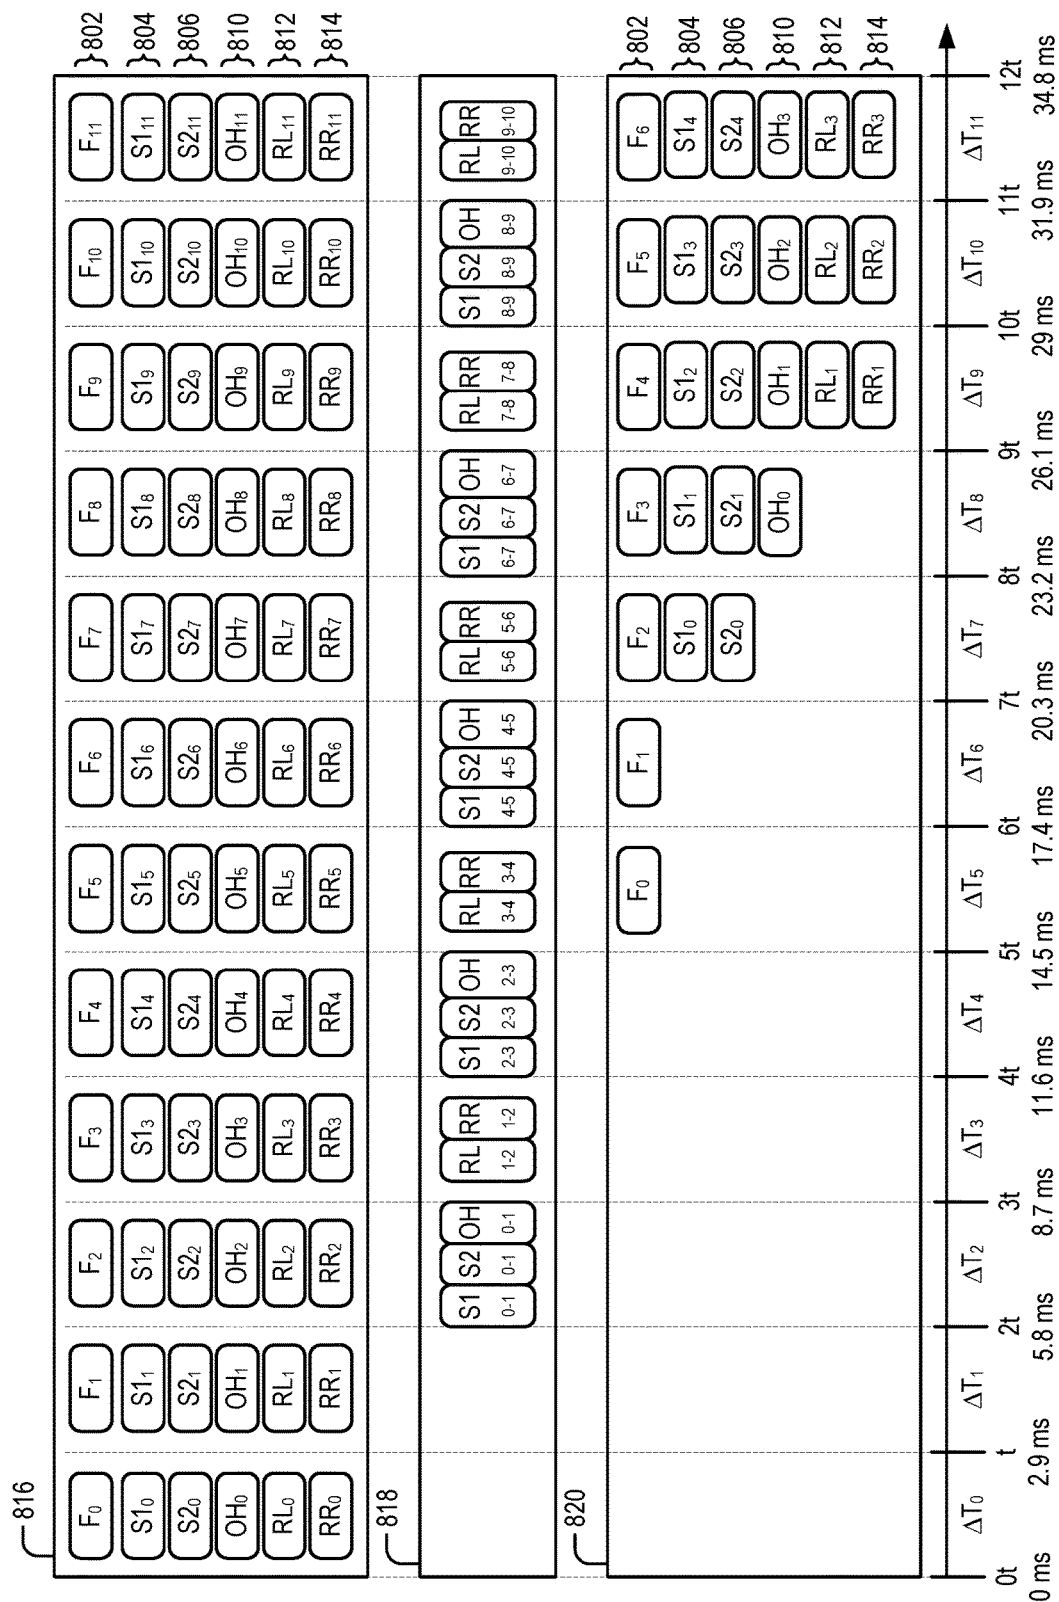 816
F0 F1 F2 F3 F4 F5 F6 F7 F8 F9 F10 F11 }802
S10 S11 S12 S13 S14 S15 S16 S17 S18 S19 S110 S111 }804
S20 S21 S22 S23 S24 S25 S26 S27 S28 S29 S210 S211 }806
OH0 OH1 OH2 OH3 OH4 OH5 OH6 OH7 OH8 OH9 OH10 OH11 }810
RL0 RL1 RL2 RL3 RL4 RL5 RL6 RL7 RL8 RL9 RL10 RL11 }812
RR0 RR1 RR2 RR3 RR4 RR5 RR6 RR7 RR8 RR9 RR10 RR11 }814
818
S1 S2 OH RL RR S1 S2 OH RL RR S1 S2 OH RL RR S1 S2 OH RL RR S1 S2 OH RL RR
0-1 0-1 0-1 1-2 1-2 2-3 2-3 2-3 3-4 3-4 4-5 4-5 4-5 5-6 5-6 6-7 6-7 6-7 7-8 7-8 8-9 8-9 8-9 9-10 9-10
820
F0 F1 F2 F3 F4 F5 F6 }802
S10 S11 S12 S13 S14 }804
S20 S21 S22 S23 S24 }806
OH0 OH1 OH2 OH3 }810
RL1 RL2 RL3 }812
RR1 RR2 RR3 }814
ΔT0 ΔT1 ΔT2 ΔT3 ΔT4 ΔT5 ΔT6 ΔT7 ΔT8 ΔT9 ΔT10 ΔT11
0t t 2t 3t 4t 5t 6t 7t 8t 9t 10t 11t 12t
0 ms 2.9 ms 5.8 ms 8.7 ms 11.6 ms 14.5 ms 17.4 ms 20.3 ms 23.2 ms 26.1 ms 29 ms 31.9 ms 34.8 ms